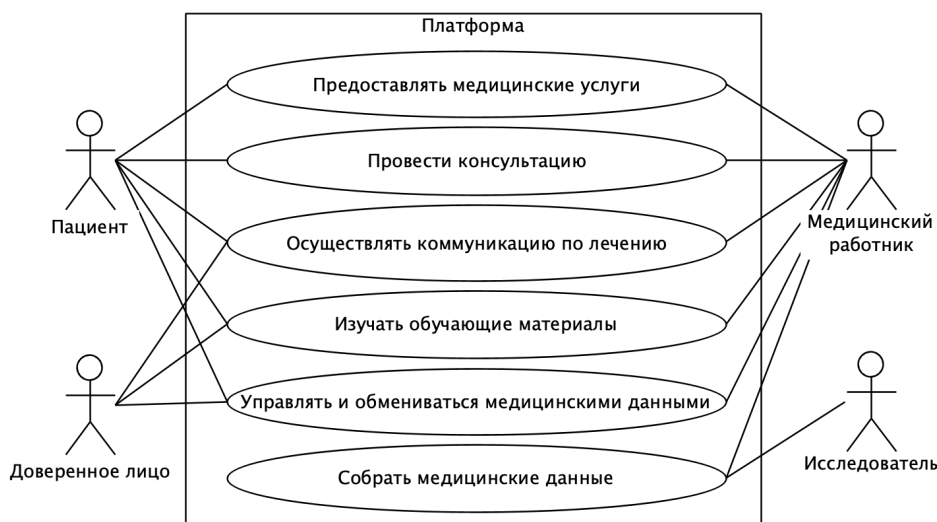 Платформа
Предоставлять медицинские услуги
Провести консультацию
Пациент
Медицинский
работник
Осуществлять коммуникацию по лечению
Изучать обучающие материалы
Управлять и обмениваться медицинскими данными
Доверенное лицо
Исследователь
Собрать медицинские данные